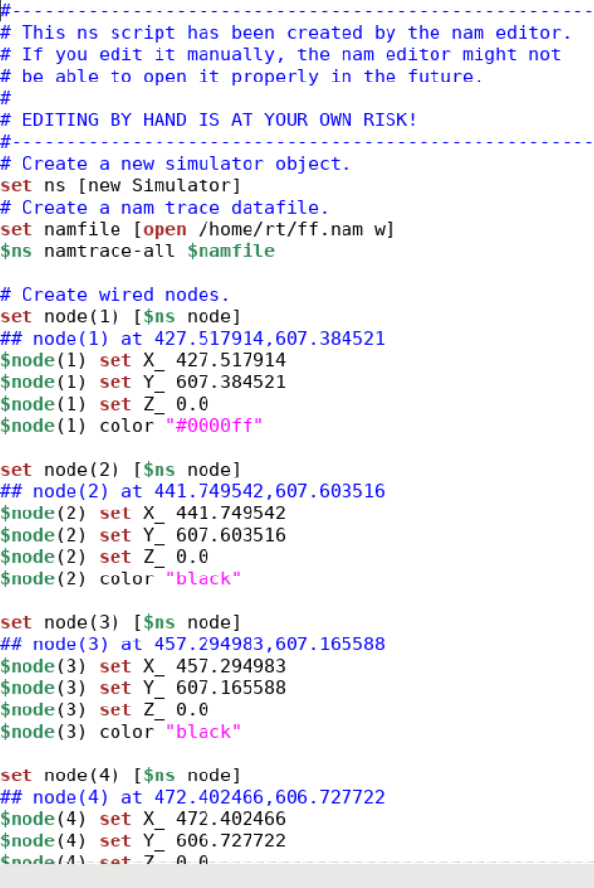 #-----------------------------------------------------
# This ns script has been created by the nam editor.
# If you edit it manually, the nam editor might not
# be able to open it properly in the future.
#
# EDITING BY HAND IS AT YOUR OWN RISK!
#-----------------------------------------------------
# Create a new simulator object.
set ns [new Simulator]
# Create a nam trace datafile.
set namfile [open /home/rt/ff.nam w]
$ns namtrace-all $namfile

# Create wired nodes.
set node(1) [$ns node]
## node(1) at 427.517914,607.384521
$node(1) set X_ 427.517914
$node(1) set Y_ 607.384521
$node(1) set Z_ 0.0
$node(1) color "#0000ff"

set node(2) [$ns node]
## node(2) at 441.749542,607.603516
$node(2) set X_ 441.749542
$node(2) set Y_ 607.603516
$node(2) set Z_ 0.0
$node(2) color "black"

set node(3) [$ns node]
## node(3) at 457.294983,607.165588
$node(3) set X_ 457.294983
$node(3) set Y_ 607.165588
$node(3) set Z_ 0.0
$node(3) color "black"

set node(4) [$ns node]
## node(4) at 472.402466,606.727722
$node(4) set X_ 472.402466
$node(4) set Y_ 606.727722
$node(4) set Z_ 0.0